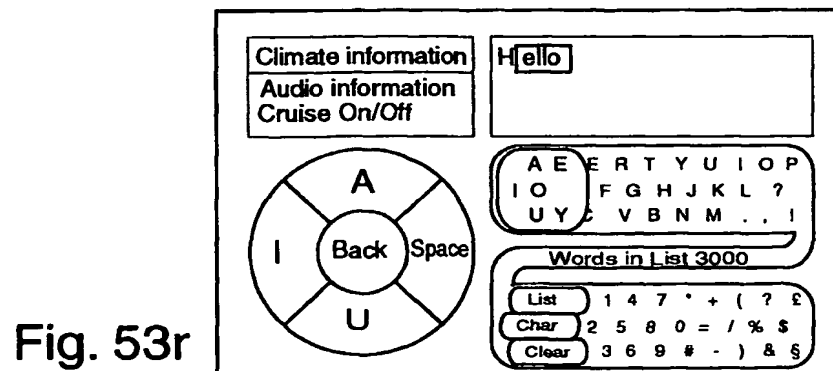 Climate information
Audio information
Cruise On/Off
Hello
A
I
Back
Space
U
A E E R T Y U I O P
I O F G H J K L ?
U Y C V B N M . , !
Words in List 3000
List 1 4 7 * + ( ? £
Char 2 5 8 0 = / % $
Clear 3 6 9 # - ) & §
Fig. 53r